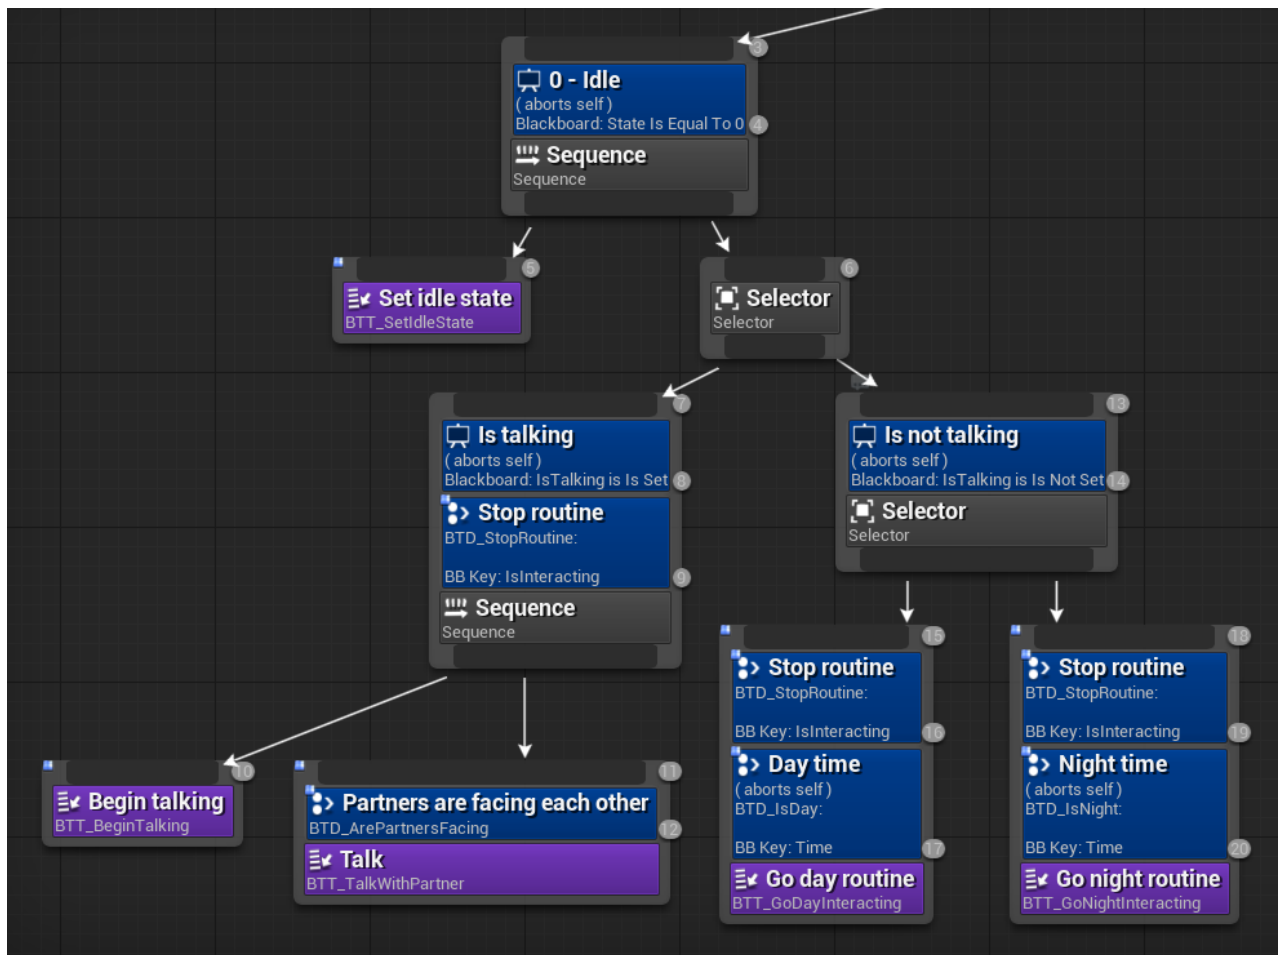 3
0 - Idle
( aborts self )
Blackboard: State Is Equal To 0
4
Sequence
Sequence
5
Set idle state
BTT_SetIdleState
6
Selector
Selector
7
Is talking
( aborts self )
Blackboard: IsTalking is Is Set
8
Stop routine
BTD_StopRoutine:
BB Key: IsInteracting
9
Sequence
Sequence
13
Is not talking
( aborts self )
Blackboard: IsTalking is Is Not Set
14
Selector
Selector
10
Begin talking
BTT_BeginTalking
11
Partners are facing each other
BTD_ArePartnersFacing
12
Talk
BTT_TalkWithPartner
15
Stop routine
BTD_StopRoutine:
BB Key: IsInteracting
16
Day time
( aborts self )
BTD_IsDay:
BB Key: Time
17
Go day routine
BTT_GoDayInteracting
18
Stop routine
BTD_StopRoutine:
BB Key: IsInteracting
19
Night time
( aborts self )
BTD_IsNight:
BB Key: Time
20
Go night routine
BTT_GoNightInteracting